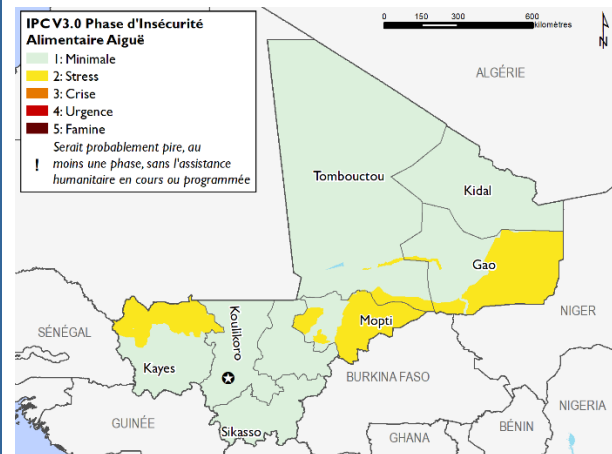 IPC V3.0 Phase d'Insécurité
Alimentaire Aiguë
1: Minimale
2: Stress
3: Crise
4: Urgence
5: Famine
Serait probablement pire, au
! moins une phase, sans l'assistance
humanitaire en cours ou programmée
0 150 300 600
kilomètres
N
ALGÉRIE
Tombouctou
Kidal
Gao
NIGER
Mopti
Koulikoro
SÉNÉGAL
Kayes
BURKINA FASO
NIGERIA
GUINÉE
BÉNIN
Sikasso
GHANA